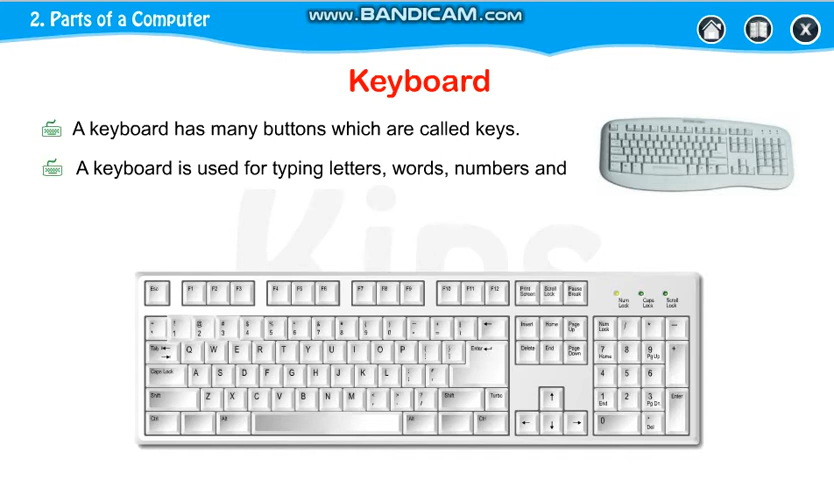 2. Parts of a Computer
WWW.BANDICAM.COM
X
Keyboard
A keyboard has many buttons which are called keys.
A keyboard is used for typing letters, words, numbers and
Kips
Esc F1 F2 F3 F4 F5 F6 F7 F8 F9 F10 F11 F12 Print Screen Scroll Lock Pause Break
Num Lock Caps Lock Scroll Lock
1 2 3 4 5 6 7 8 9 0 Insert Home Page Up Num Lock / * -
Tab Q W E R T Y U I O P Enter Delete End Page Down 7 Home 8 9 Pg Up +
Caps Lock A S D F G H J K L 4 5 6
Shift Z X C V B N M Shift Turbo 1 End 2 3 Pg Dn Enter
Ctrl Alt Alt Ctrl 0 . Del